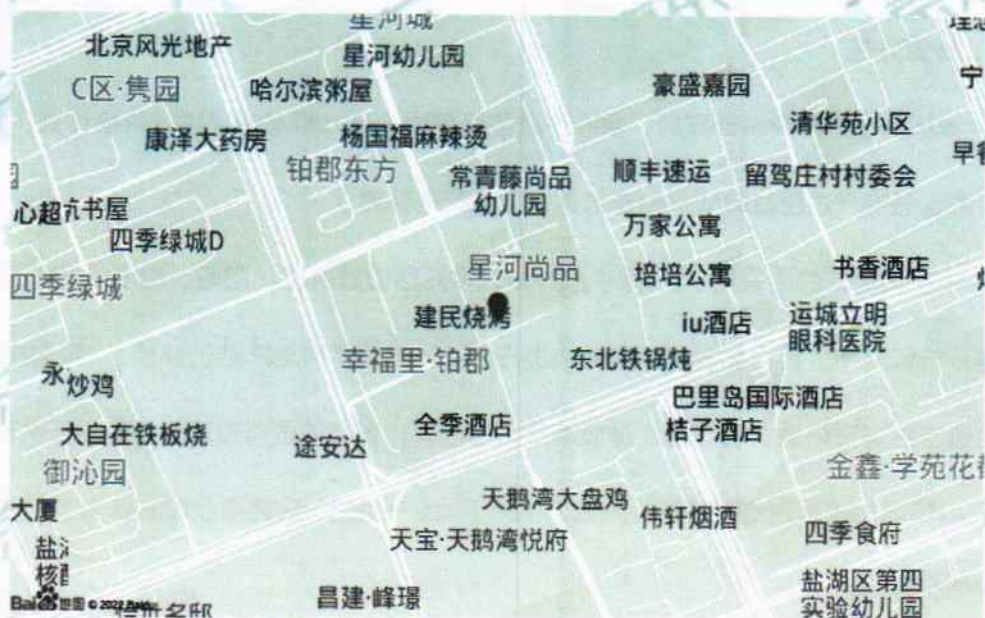 星河城
北京风光地产
星河幼儿园
C区·隽园
哈尔滨粥屋
豪盛嘉园
宁
清华苑小区
康泽大药房
杨国福麻辣烫
铂郡东方
常青藤尚品
幼儿园
顺丰速运
留驾庄村村委会
心超
书屋
四季绿城D
万家公寓
四季绿城
星河尚品
培培公寓
书香酒店
建民烧烤
iu酒店
运城立明
眼科医院
幸福里·铂郡
东北铁锅炖
永
炒鸡
巴里岛国际酒店
大自在铁板烧
途安达
全季酒店
桔子酒店
御沁园
金鑫·学苑花
大厦
天鹅湾大盘鸡
伟轩烟酒
天宝·天鹅湾悦府
四季食府
昌建·峰璟
盐湖区第四
实验幼儿园
Bai 地图 © 2022 Baidu